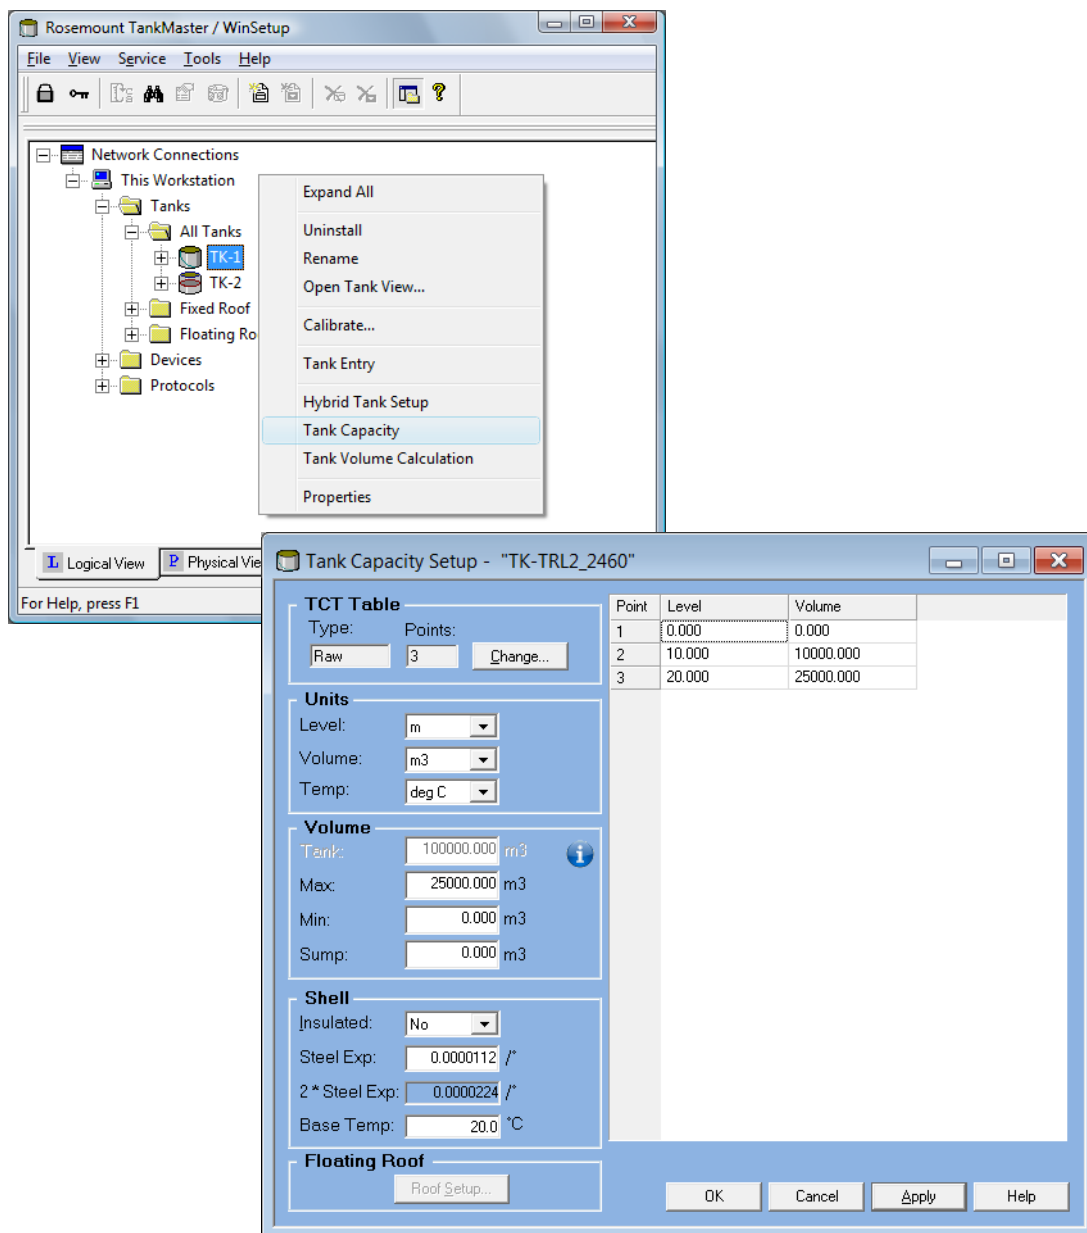 Rosemount TankMaster / WinSetup
File View Service Tools Help
Network Connections
This Workstation
Tanks
All Tanks
TK-1
TK-2
Fixed Roof
Floating Ro
Devices
Protocols
Expand All
Uninstall
Rename
Open Tank View...
Calibrate...
Tank Entry
Hybrid Tank Setup
Tank Capacity
Tank Volume Calculation
Properties
L Logical View P Physical Vie
For Help, press F1
Tank Capacity Setup - "TK-TRL2_2460"
TCT Table
Type: Points:
Raw 3 Change...
Units
Level: m
Volume: m3
Temp: deg C
Volume
Tank: 100000.000 m3
Max: 25000.000 m3
Min: 0.000 m3
Sump: 0.000 m3
Shell
Insulated: No
Steel Exp: 0.0000112 /°
2 * Steel Exp: 0.0000224 /°
Base Temp: 20.0 °C
Floating Roof
Roof Setup...
Point Level Volume
1 0.000 0.000
2 10.000 10000.000
3 20.000 25000.000
OK Cancel Apply Help